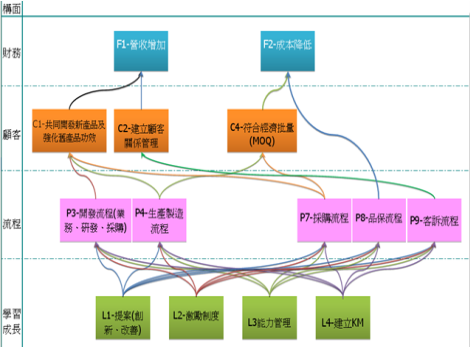 構面
財務
F1-營收增加
F2-成本降低
顧客
C1-共同開發新產品及
強化舊產品功效
C2-建立顧客
關係管理
C4-符合經濟批量
(MOQ)
流程
P3-開發流程(業
務、研發、採購)
P4-生產製造
流程
P7-採購流程
P8-品保流程
P9-客訴流程
學習
成長
L1-提案(創
新、改善)
L2-激勵制度
L3能力管理
L4-建立KM